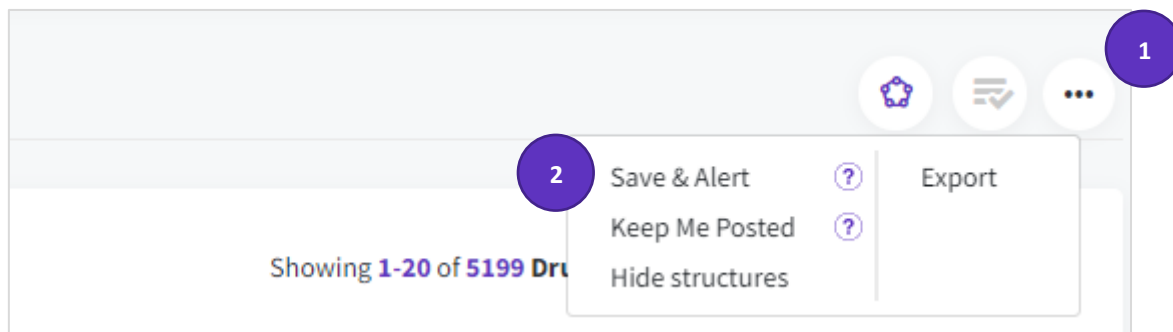 1
2
Save & Alert ? Export
Keep Me Posted ?
Showing 1-20 of 5199 Dru
Hide structures